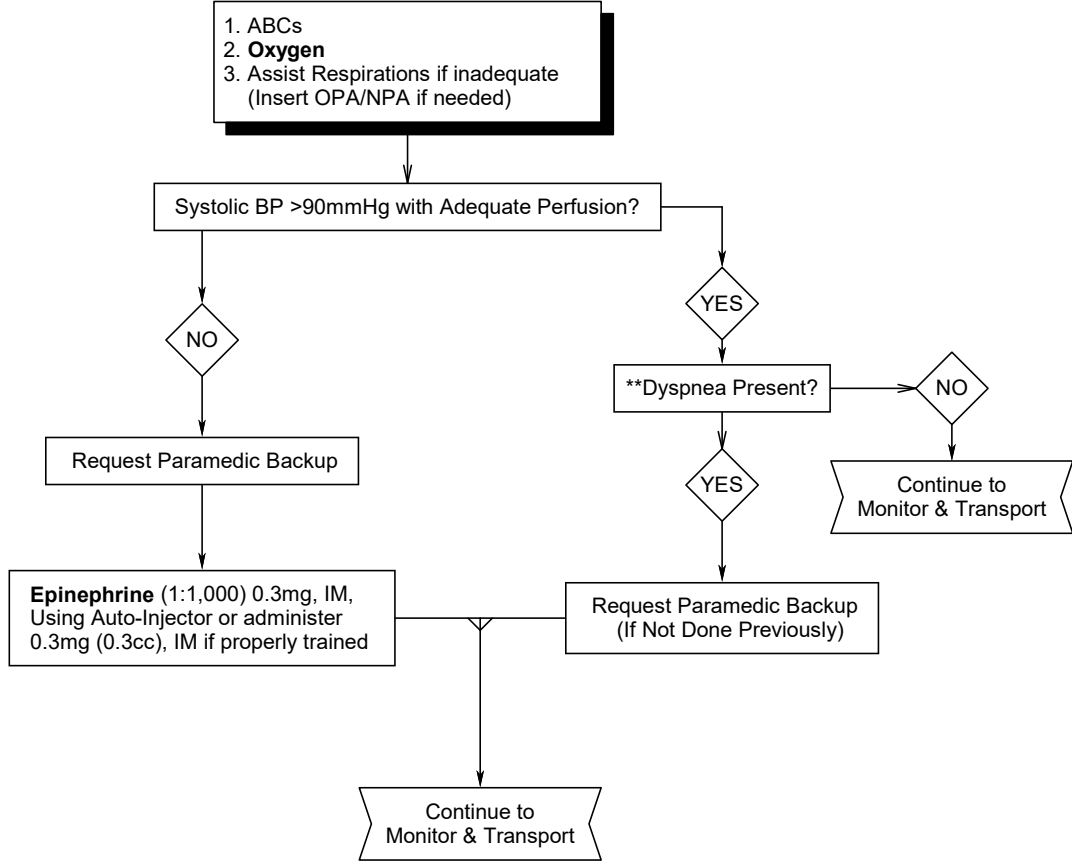 1. ABCs
2. Oxygen
3. Assist Respirations if inadequate
(Insert OPA/NPA if needed)
Systolic BP >90mmHg with Adequate Perfusion?
NO
YES
**Dyspnea Present?
NO
Request Paramedic Backup
YES
Continue to
Monitor & Transport
Epinephrine (1:1,000) 0.3mg, IM,
Using Auto-Injector or administer
0.3mg (0.3cc), IM if properly trained
Request Paramedic Backup
(If Not Done Previously)
Continue to
Monitor & Transport